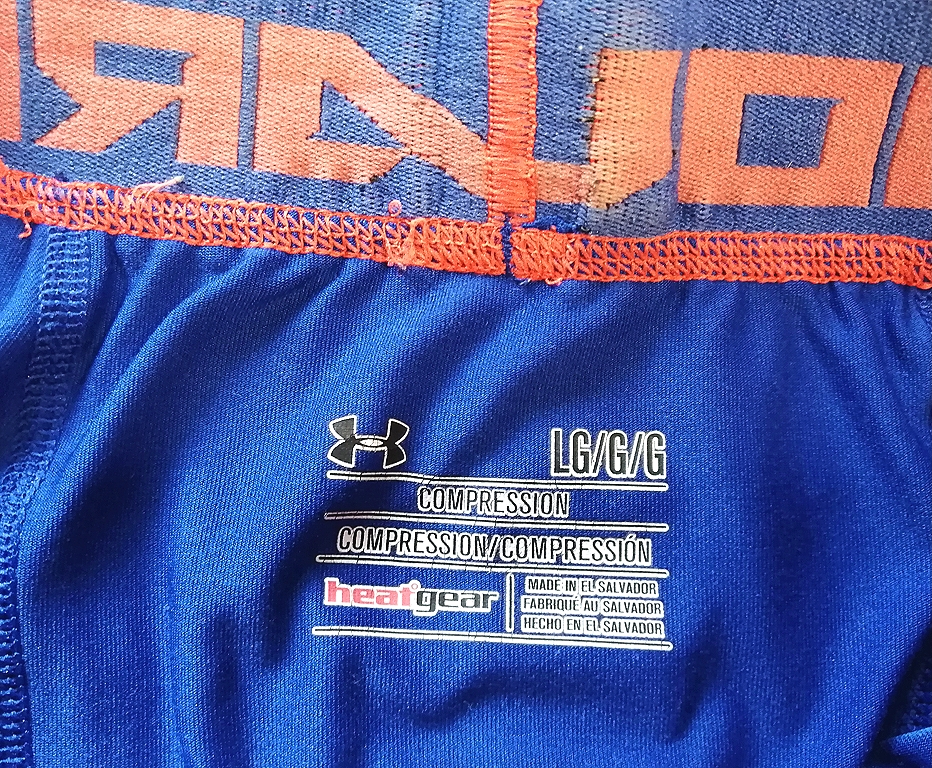 LG/G/G
COMPRESSION
COMPRESSION/COMPRESSIÓN
heatgear
MADE IN EL SALVADOR
FABRIQUÉ AU SALVADOR
HECHO EN EL SALVADOR